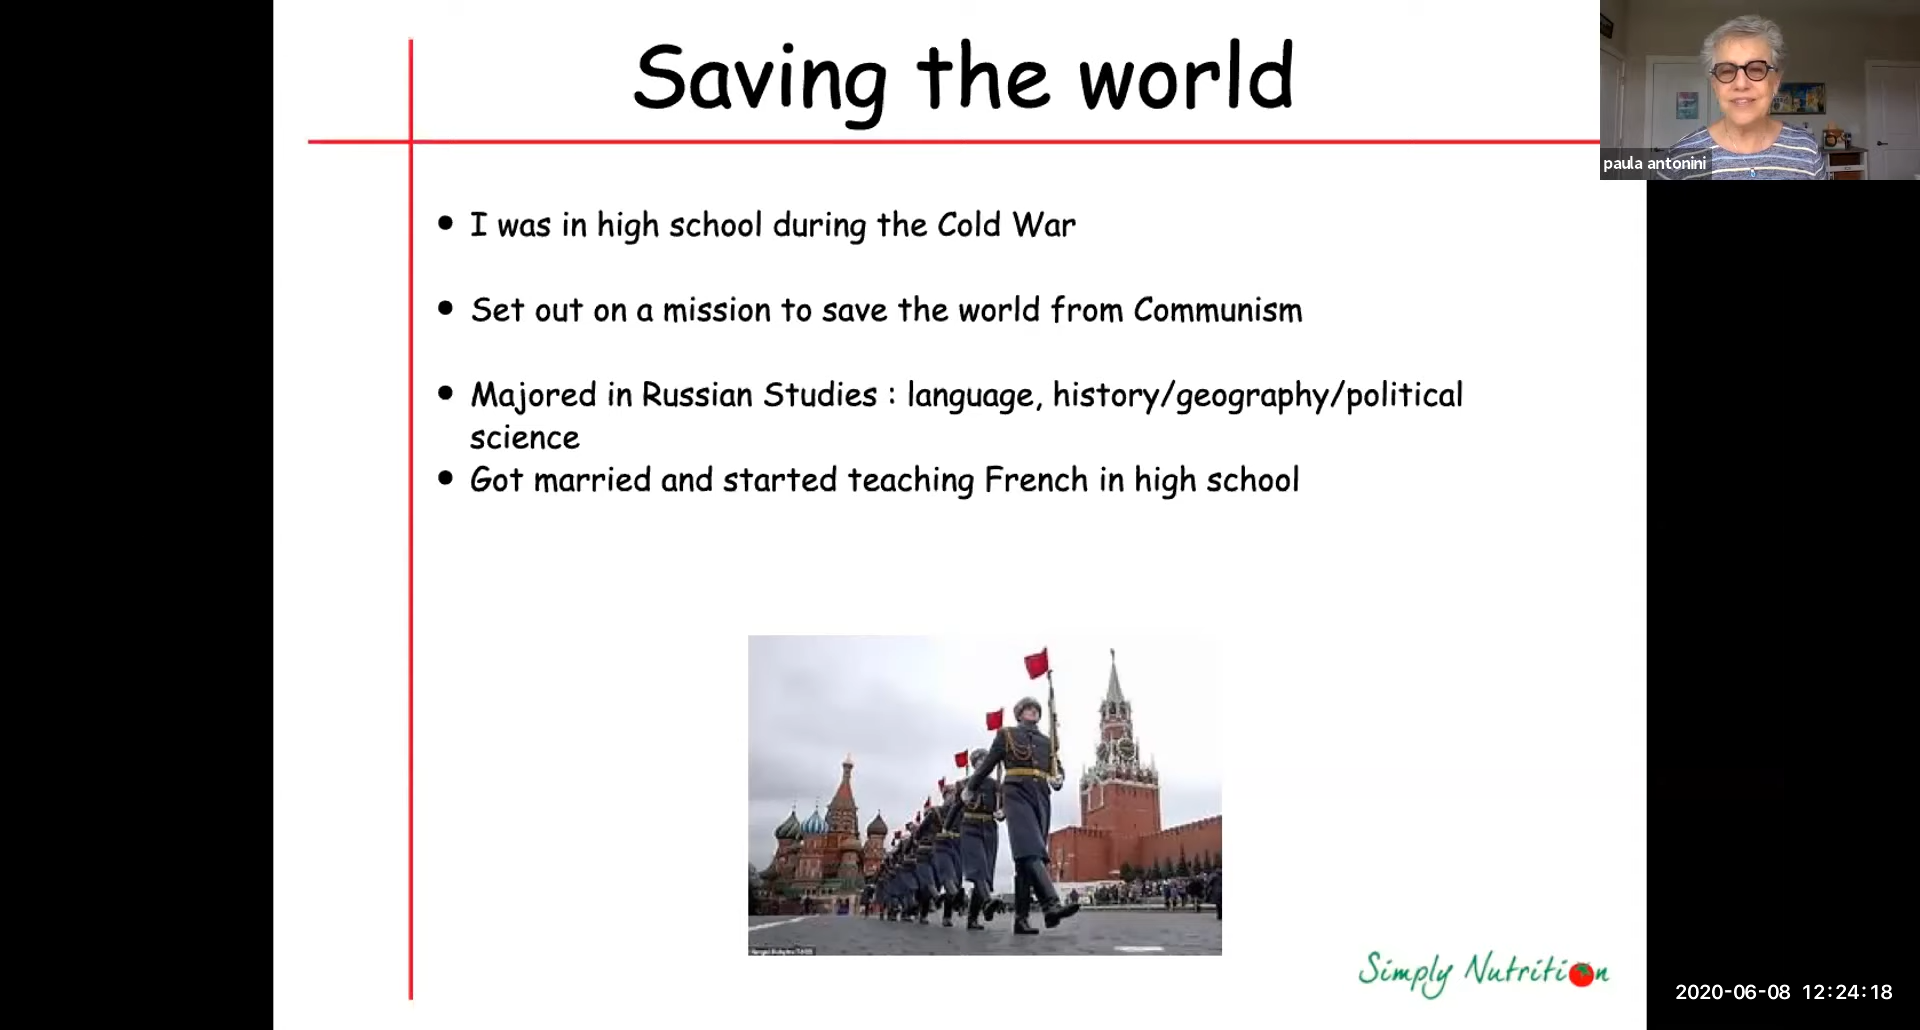 Saving the world
paula antonini
• I was in high school during the Cold War
• Set out on a mission to save the world from Communism
• Majored in Russian Studies : language, history/geography/political
science
• Got married and started teaching French in high school
Simply Nutrition
2020-06-08 12:24:18